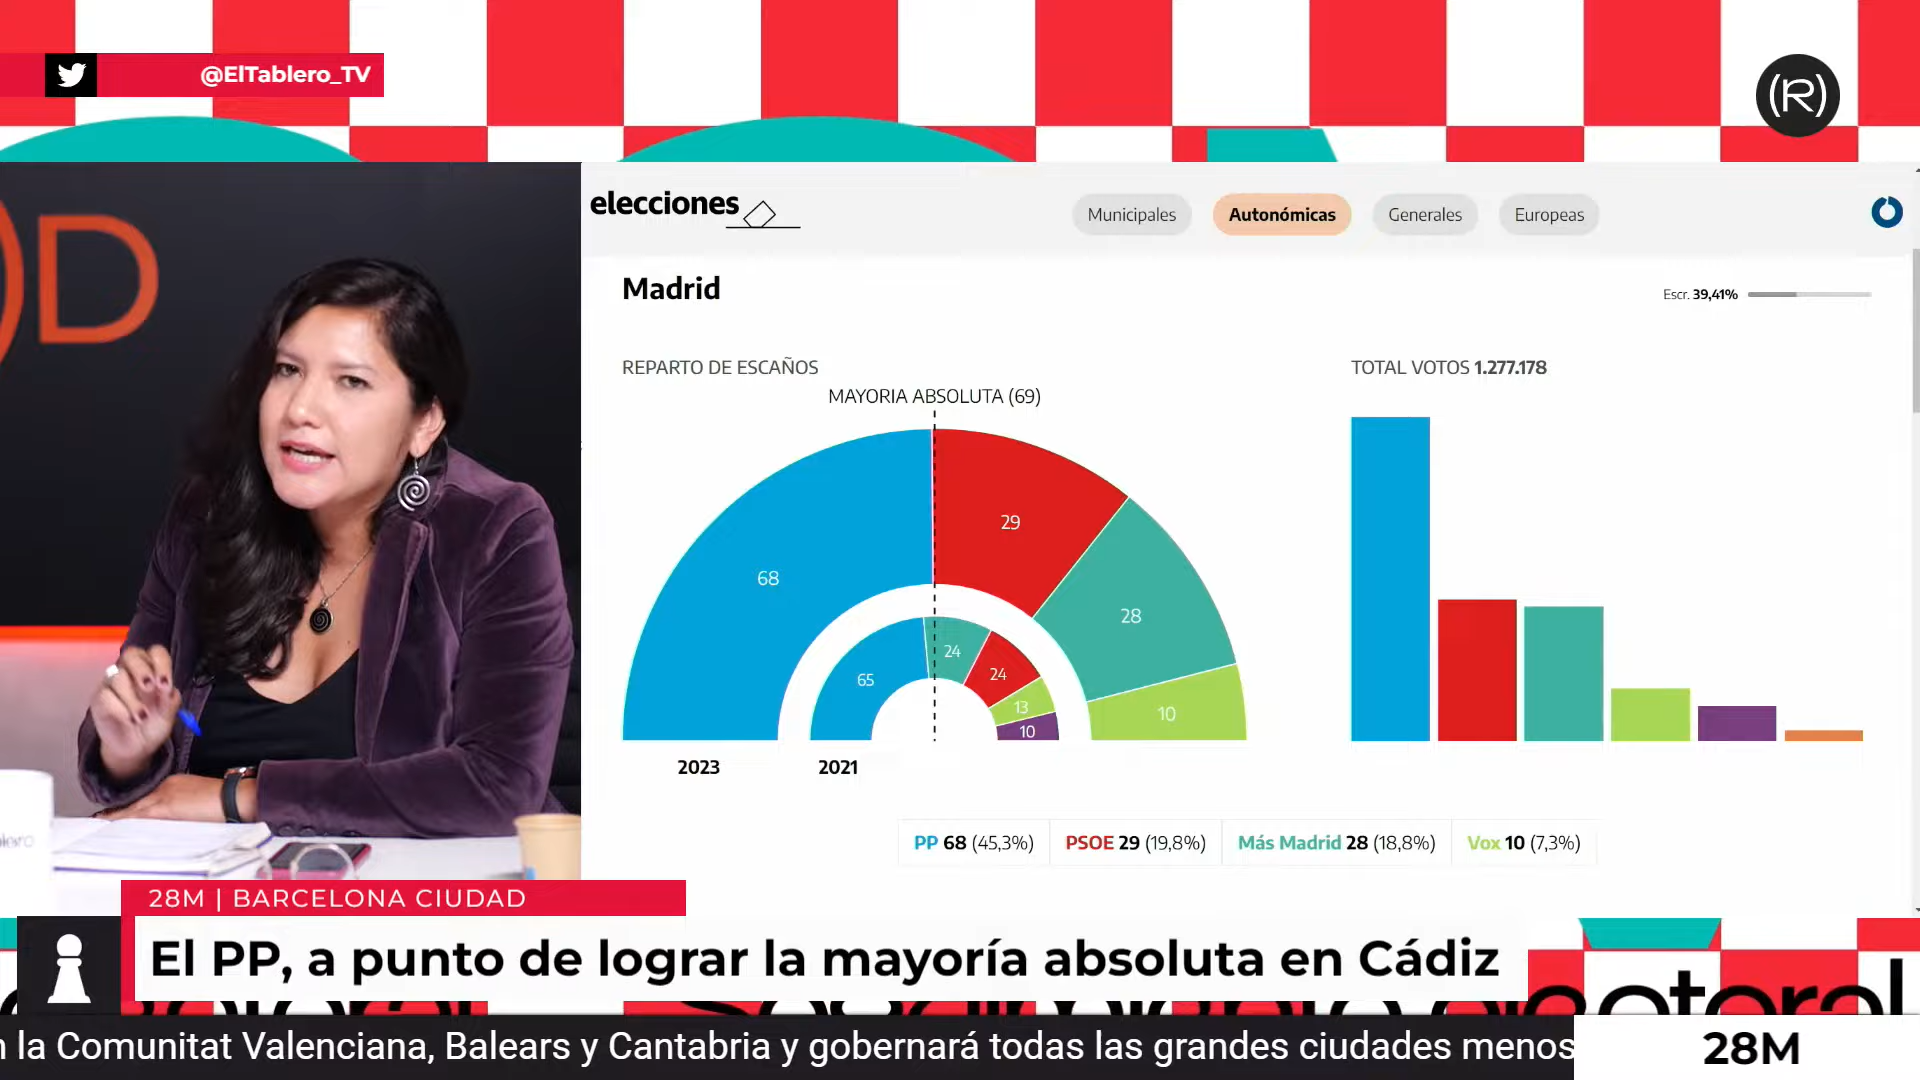 @ElTablero_TV
(R)
D
elecciones
Municipales
Autonómicas
Generales
Europeas
Madrid
Escr. 39,41%
REPARTO DE ESCAÑOS
MAYORIA ABSOLUTA (69)
TOTAL VOTOS 1.277.178
68
29
28
10
65
24
24
13
10
2023
2021
PP 68 (45,3%)
PSOE 29 (19,8%)
Más Madrid 28 (18,8%)
Vox 10 (7,3%)
28M | BARCELONA CIUDAD
El PP, a punto de lograr la mayoría absoluta en Cádiz
n la Comunitat Valenciana, Balears y Cantabria y gobernará todas las grandes ciudades menos
28M